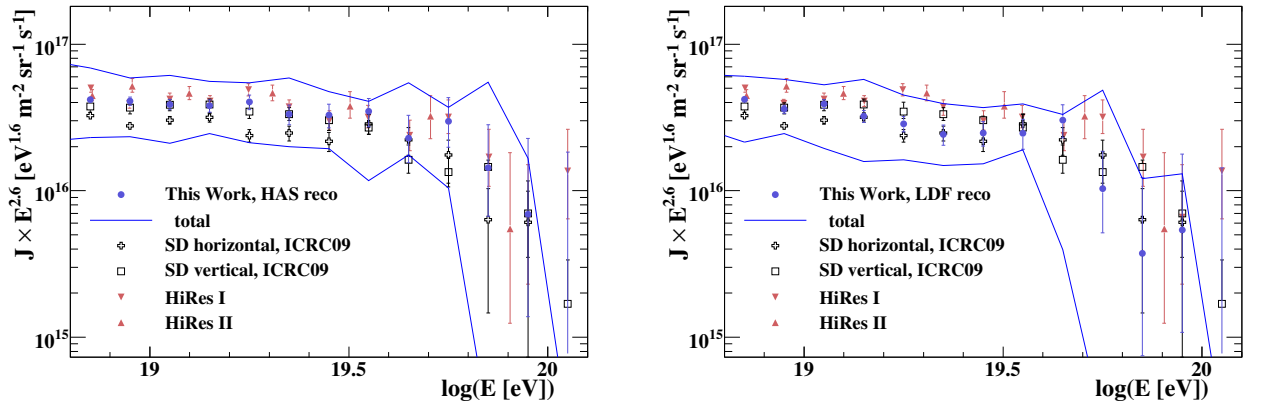 J × E^2.6 [eV^1.6 m^-2 sr^-1 s^-1]
10^17
10^16
10^15
This Work, HAS reco
total
SD horizontal, ICRC09
SD vertical, ICRC09
HiRes I
HiRes II
19
19.5
20
log(E [eV])
J × E^2.6 [eV^1.6 m^-2 sr^-1 s^-1]
10^17
10^16
10^15
This Work, LDF reco
total
SD horizontal, ICRC09
SD vertical, ICRC09
HiRes I
HiRes II
19
19.5
20
log(E [eV])